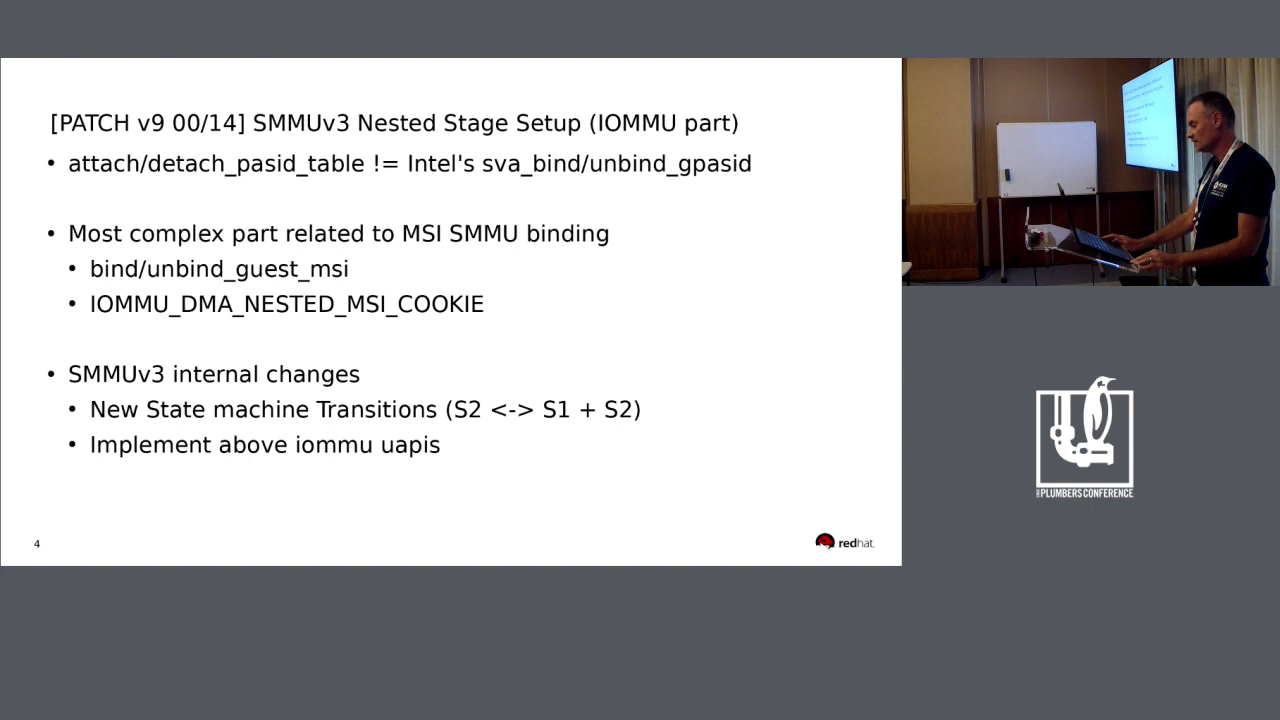 [PATCH v9 00/14] SMMUv3 Nested Stage Setup (IOMMU part)
• attach/detach_pasid_table != Intel's sva_bind/unbind_gpasid
• Most complex part related to MSI SMMU binding
• bind/unbind_guest_msi
• IOMMU_DMA_NESTED_MSI_COOKIE
• SMMUv3 internal changes
• New State machine Transitions (S2 <-> S1 + S2)
• Implement above iommu uapis
4
redhat.
PLUMBERS CONFERENCE